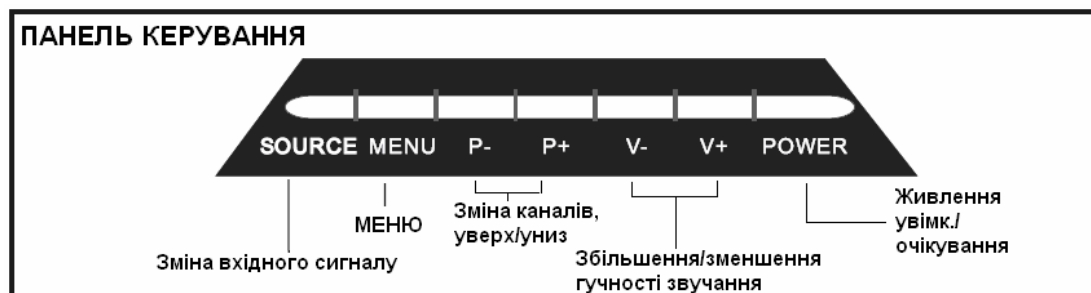 ПАНЕЛЬ КЕРУВАННЯ
SOURCE MENU P- P+ V- V+ POWER
Зміна вхідного сигналу
МЕНЮ
Зміна каналів,
уверх/униз
Збільшення/зменшення
гучності звучання
Живлення
увімк./
очікування